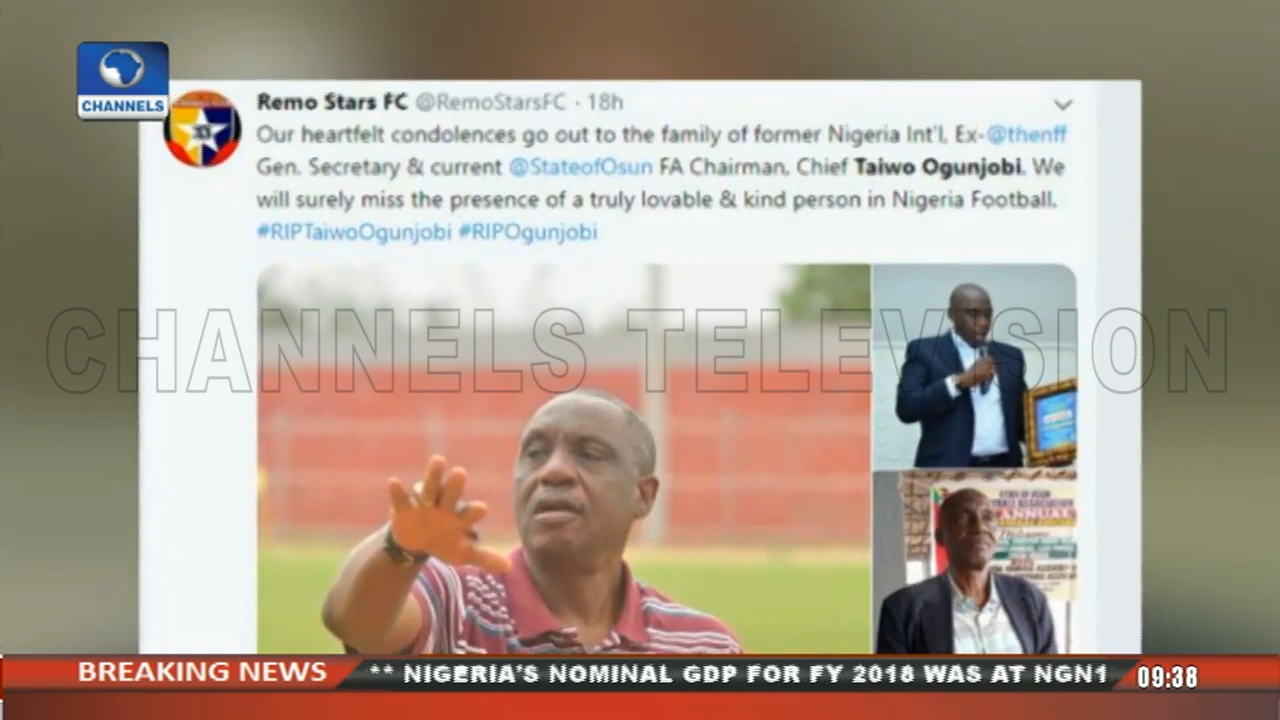 CHANNELS
Remo Stars FC @RemoStarsFC · 18h
Our heartfelt condolences go out to the family of former Nigeria Int'l, Ex-@thenff
Gen. Secretary & current @StateofOsun FA Chairman, Chief Taiwo Ogunjobi. We
will surely miss the presence of a truly lovable & kind person in Nigeria Football.
#RIPTaiwoOgunjobi #RIPOgunjobi
CHANNELS TELEVISION
STATE OF OSUN
BREAKING NEWS
** NIGERIA'S NOMINAL GDP FOR FY 2018 WAS AT NGN1
09:38